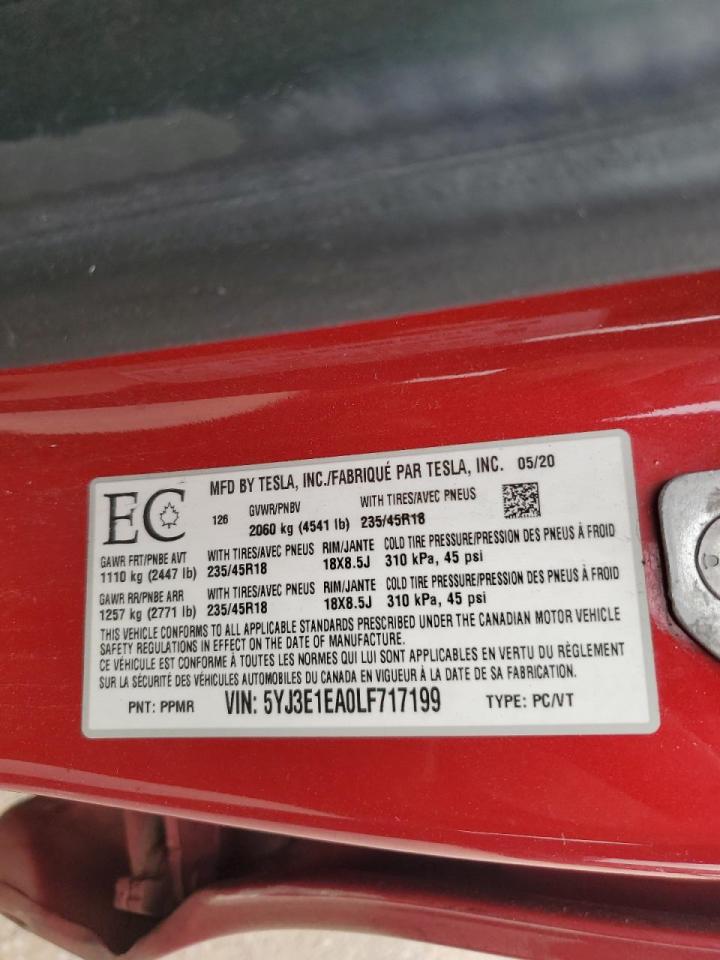 MFD BY TESLA, INC./FABRIQUÉ PAR TESLA, INC. 05/20
EC
126
GVWR/PNBV WITH TIRES/AVEC PNEUS
2060 kg (4541 lb) 235/45R18
GAWR FRT/PNBE AVT WITH TIRES/AVEC PNEUS RIM/JANTE COLD TIRE PRESSURE/PRESSION DES PNEUS À FROID
1110 kg (2447 lb) 235/45R18 18X8.5J 310 kPa, 45 psi
GAWR RR/PNBE ARR WITH TIRES/AVEC PNEUS RIM/JANTE COLD TIRE PRESSURE/PRESSION DES PNEUS À FROID
1257 kg (2771 lb) 235/45R18 18X8.5J 310 kPa, 45 psi
THIS VEHICLE CONFORMS TO ALL APPLICABLE STANDARDS PRESCRIBED UNDER THE CANADIAN MOTOR VEHICLE
SAFETY REGULATIONS IN EFFECT ON THE DATE OF MANUFACTURE.
CE VÉHICULE EST CONFORME À TOUTES LES NORMES QUI LUI SONT APPLICABLES EN VERTU DU RÈGLEMENT
SUR LA SÉCURITÉ DES VÉHICULES AUTOMOBILES DU CANADA EN VIGUEUR À LA DATE DE SA FABRICATION.
PNT: PPMR VIN: 5YJ3E1EA0LF717199 TYPE: PC/VT